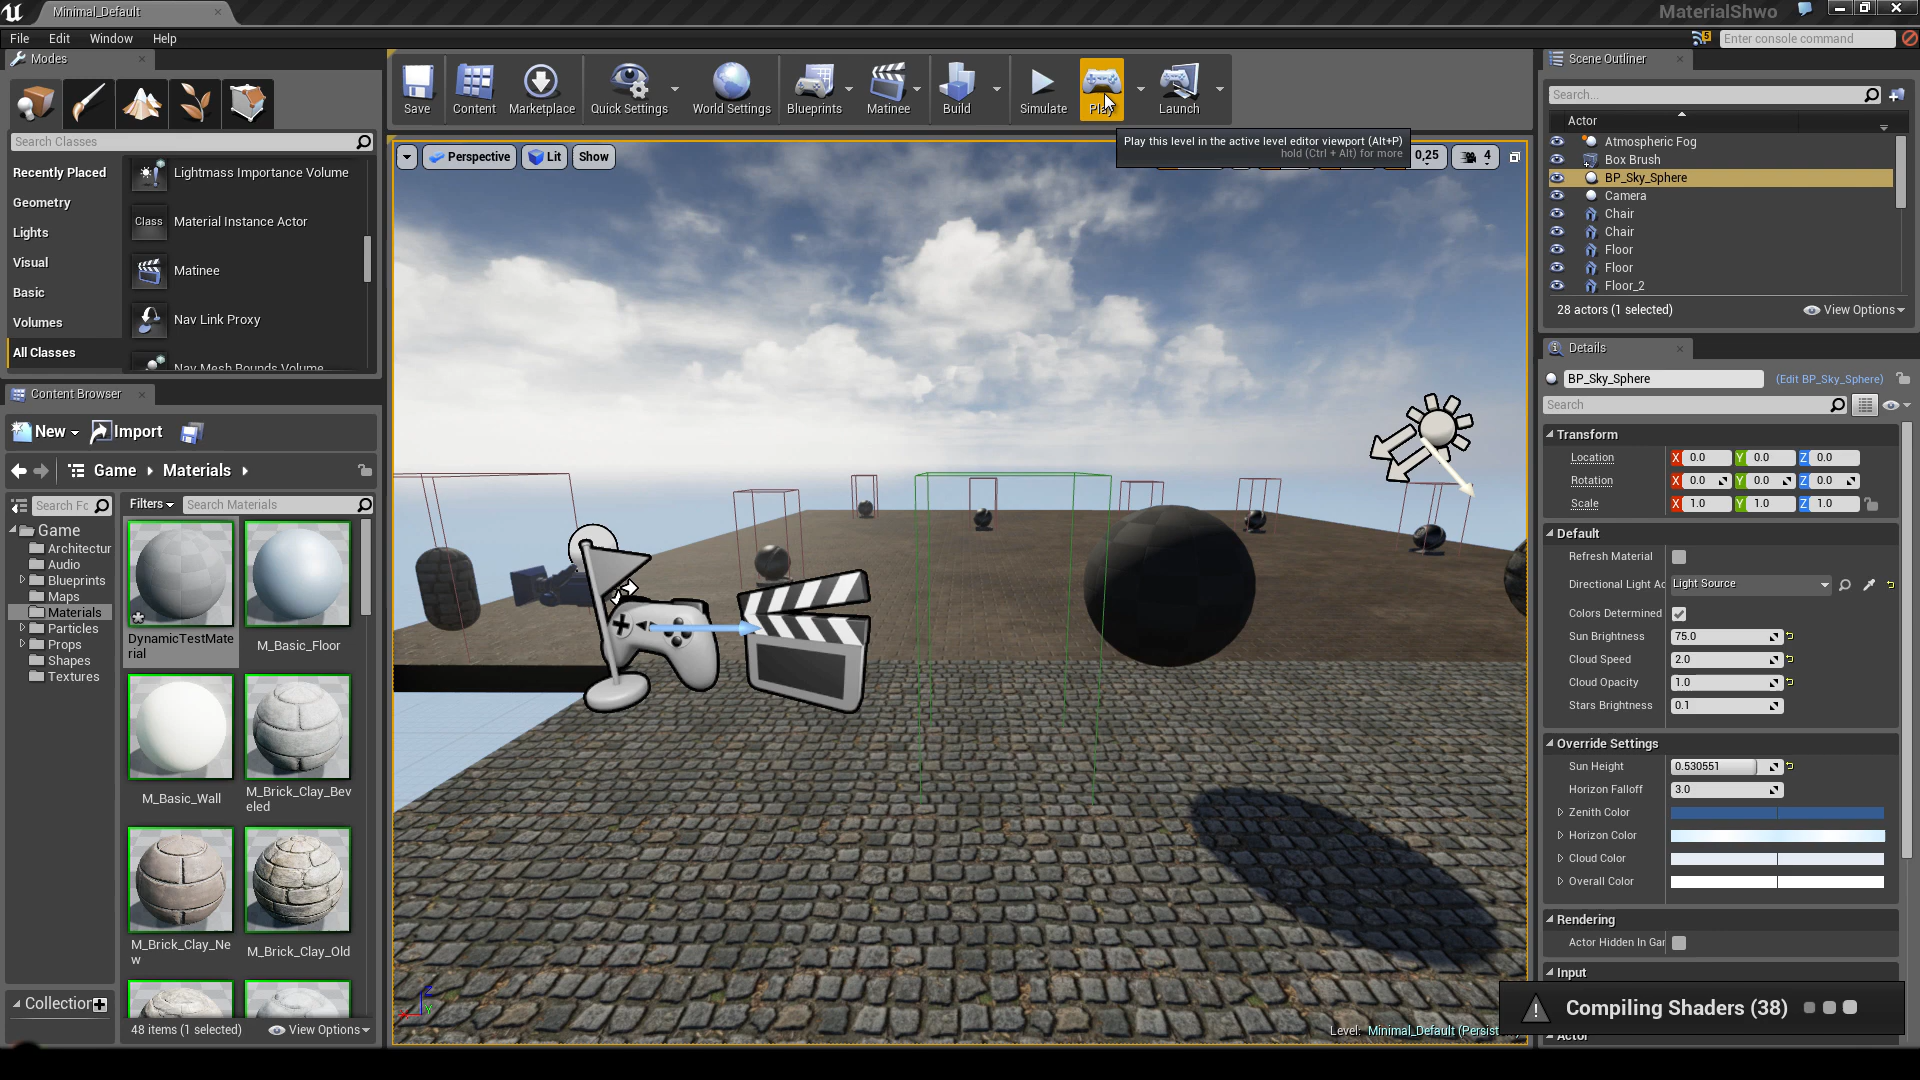 Minimal_Default
MaterialShwo
File Edit Window Help
5
Enter console command
Modes
Search Classes
Recently Placed
Geometry
Lights
Visual
Basic
Volumes
All Classes
Lightmass Importance Volume
Class
Material Instance Actor
Matinee
Nav Link Proxy
Nav Mesh Bounds Volume
Save
Content
Marketplace
Quick Settings
World Settings
Blueprints
Matinee
Build
Simulate
Play
Launch
Play this level in the active level editor viewport (Alt+P)
hold (Ctrl + Alt) for more
Perspective
Lit
Show
0,25
4
Content Browser
New
Import
Game
Materials
Filters
Search Materials
Game
Architectur
Audio
Blueprints
Maps
Materials
Particles
Props
Shapes
Textures
Collection
DynamicTestMate
rial
M_Basic_Floor
M_Basic_Wall
M_Brick_Clay_Be
veled
M_Brick_Clay_Ne
w
M_Brick_Clay_Old
48 items (1 selected)
View Options
Level: Minimal_Default (Persist
Scene Outliner
Search...
Actor
Atmospheric Fog
Box Brush
BP_Sky_Sphere
Camera
Chair
Chair
Floor
Floor
Floor_2
28 actors (1 selected)
View Options
Details
BP_Sky_Sphere
(Edit BP_Sky_Sphere)
Search
Transform
Location X 0.0 Y 0.0 Z 0.0
Rotation X 0.0 Y 0.0 Z 0.0
Scale X 1.0 Y 1.0 Z 1.0
Default
Refresh Material
Directional Light Ac Light Source
Colors Determined
Sun Brightness 75.0
Cloud Speed 2.0
Cloud Opacity 1.0
Stars Brightness 0.1
Override Settings
Sun Height 0.530551
Horizon Falloff 3.0
Zenith Color
Horizon Color
Cloud Color
Overall Color
Rendering
Actor Hidden In Gar
Input
Compiling Shaders (38)
Actor